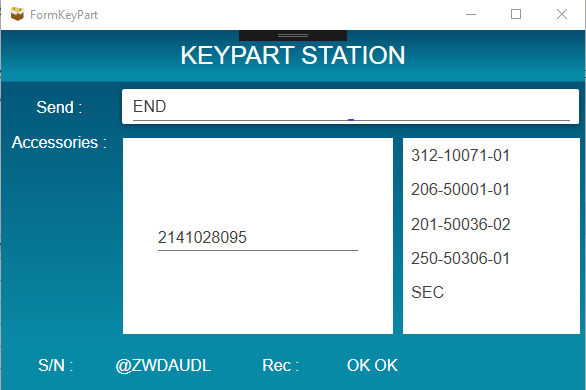 FormKeyPart
KEYPART STATION
Send : END
Accessories :
2141028095
312-10071-01
206-50001-01
201-50036-02
250-50306-01
SEC
S/N : @ZWDAUDL Rec : OK OK